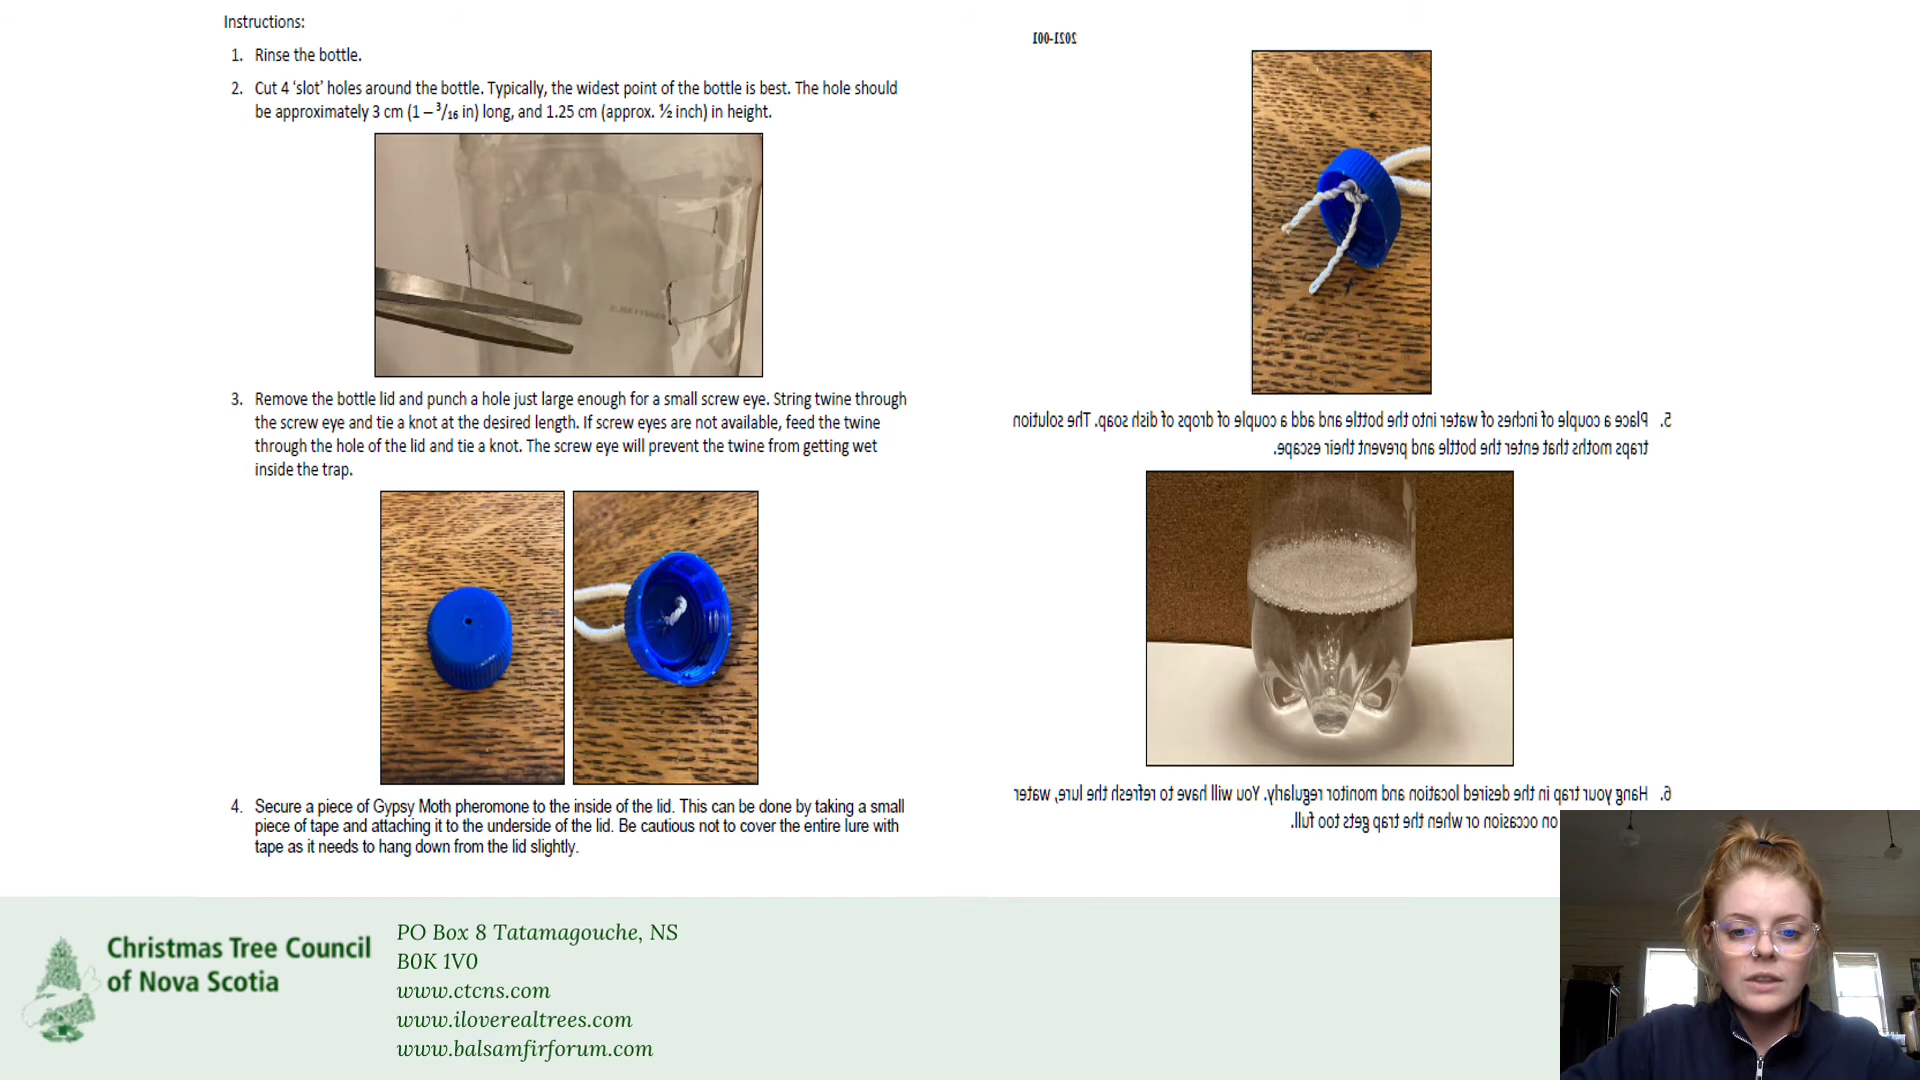 Instructions:
1. Rinse the bottle.
2. Cut 4 ‘slot’ holes around the bottle. Typically, the widest point of the bottle is best. The hole should
be approximately 3 cm (1 – 3/16 in) long, and 1.25 cm (approx. ½ inch) in height.
3. Remove the bottle lid and punch a hole just large enough for a small screw eye. String twine through
the screw eye and tie a knot at the desired length. If screw eyes are not available, feed the twine
through the hole of the lid and tie a knot. The screw eye will prevent the twine from getting wet
inside the trap.
4. Secure a piece of Gypsy Moth pheromone to the inside of the lid. This can be done by taking a small
piece of tape and attaching it to the underside of the lid. Be cautious not to cover the entire lure with
tape as it needs to hang down from the lid slightly.
2021-001
5. Place a couple of inches of water into the bottle and add a couple of drops of dish soap. The solution
traps moths that enter the bottle and prevent their escape.
6. Hang your trap in the desired location and monitor regularly. You will have to refresh the lure, water
on occasion or when the trap gets too full.
Christmas Tree Council
of Nova Scotia
PO Box 8 Tatamagouche, NS
B0K 1V0
www.ctcns.com
www.iloverealtrees.com
www.balsamfirforum.com